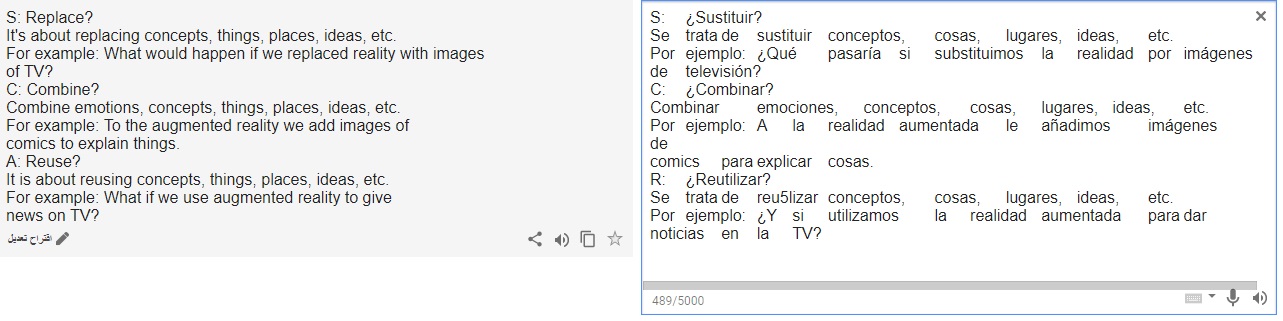 S: Replace?
It's about replacing concepts, things, places, ideas, etc.
For example: What would happen if we replaced reality with images
of TV?
C: Combine?
Combine emotions, concepts, things, places, ideas, etc.
For example: To the augmented reality we add images of
comics to explain things.
A: Reuse?
It is about reusing concepts, things, places, ideas, etc.
For example: What if we use augmented reality to give
news on TV?
اقتراح تعديل
S: ¿Sustituir?
Se trata de sustituir conceptos, cosas, lugares, ideas, etc.
Por ejemplo: ¿Qué pasaría si substituimos la realidad por imágenes
de televisión?
C: ¿Combinar?
Combinar emociones, conceptos, cosas, lugares, ideas, etc.
Por ejemplo: A la realidad aumentada le añadimos imágenes
de
comics para explicar cosas.
R: ¿Reutilizar?
Se trata de reu5lizar conceptos, cosas, lugares, ideas, etc.
Por ejemplo: ¿Y si utilizamos la realidad aumentada para dar
noticias en la TV?
489/5000